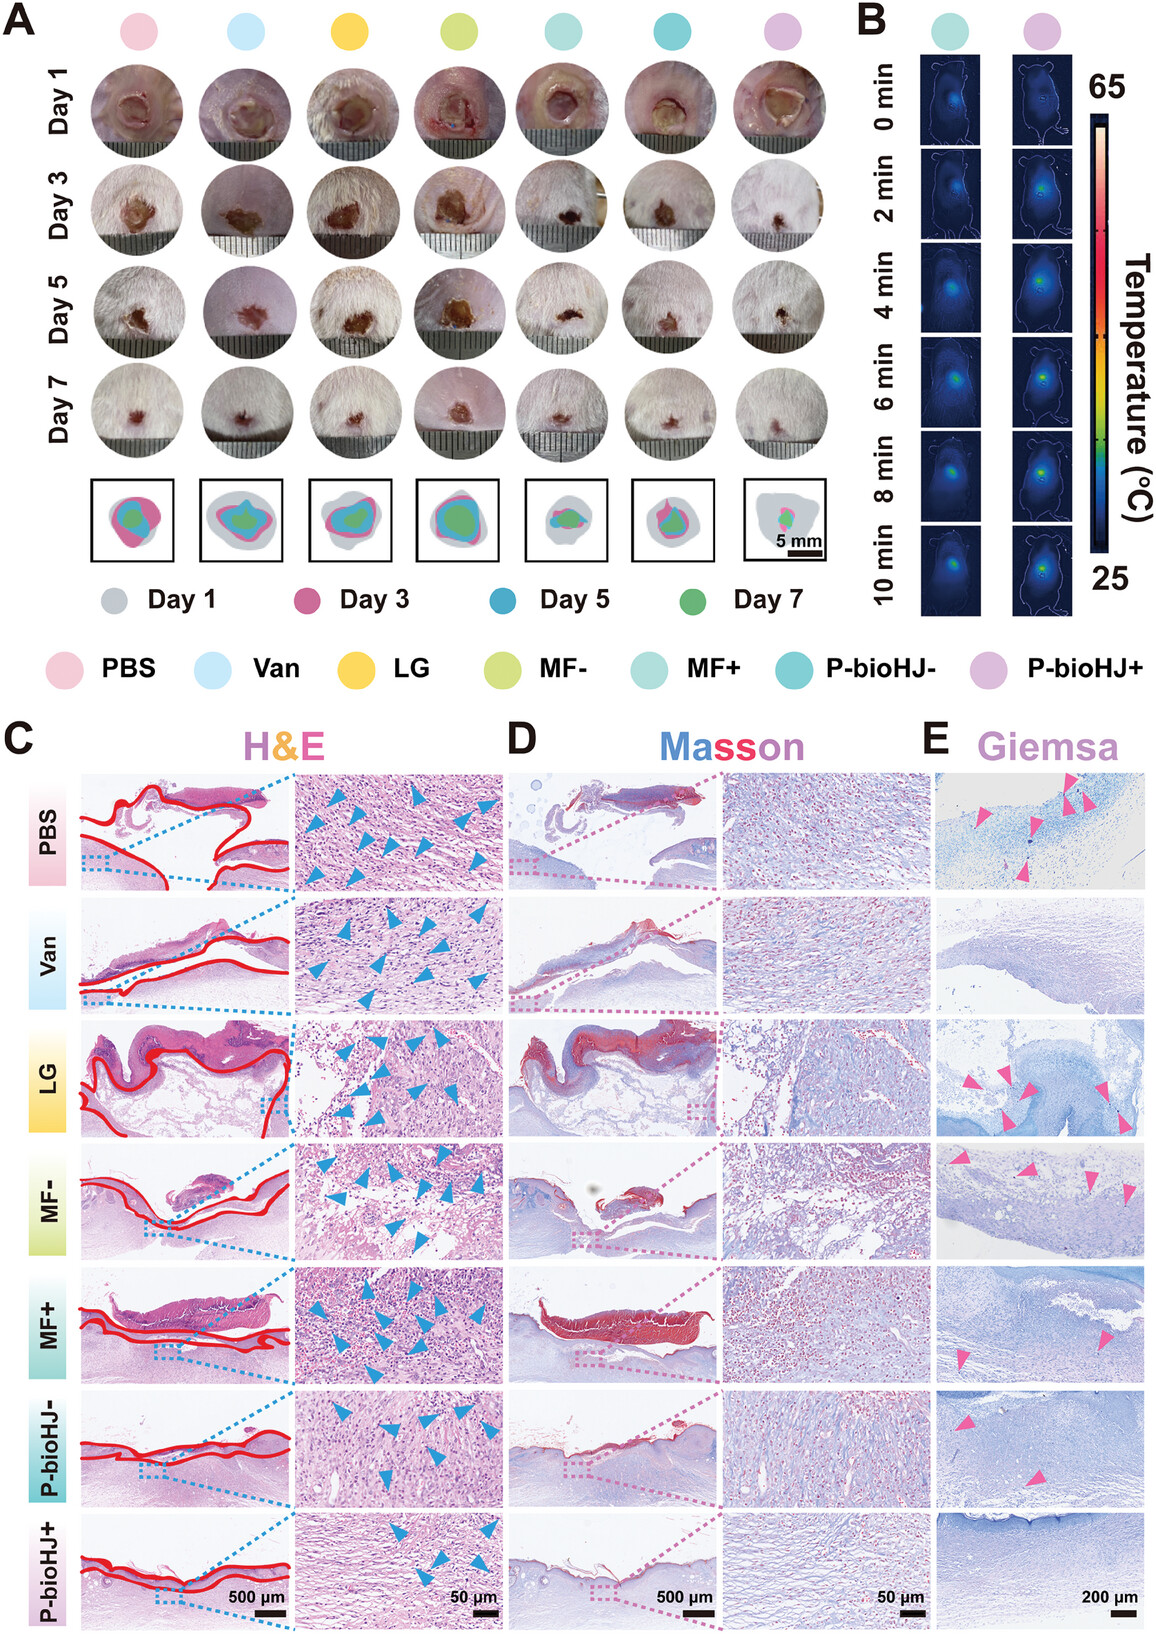 A
B
Day 1
Day 3
Day 5
Day 7
5 mm
0 min
2 min
4 min
6 min
8 min
10 min
65
Temperature (°C)
25
Day 1 Day 3 Day 5 Day 7
PBS Van LG MF- MF+ P-bioHJ- P-bioHJ+
C H&E D Masson E Giemsa
PBS
Van
LG
MF-
MF+
P-bioHJ-
P-bioHJ+
500 µm 50 µm 500 µm 50 µm 200 µm